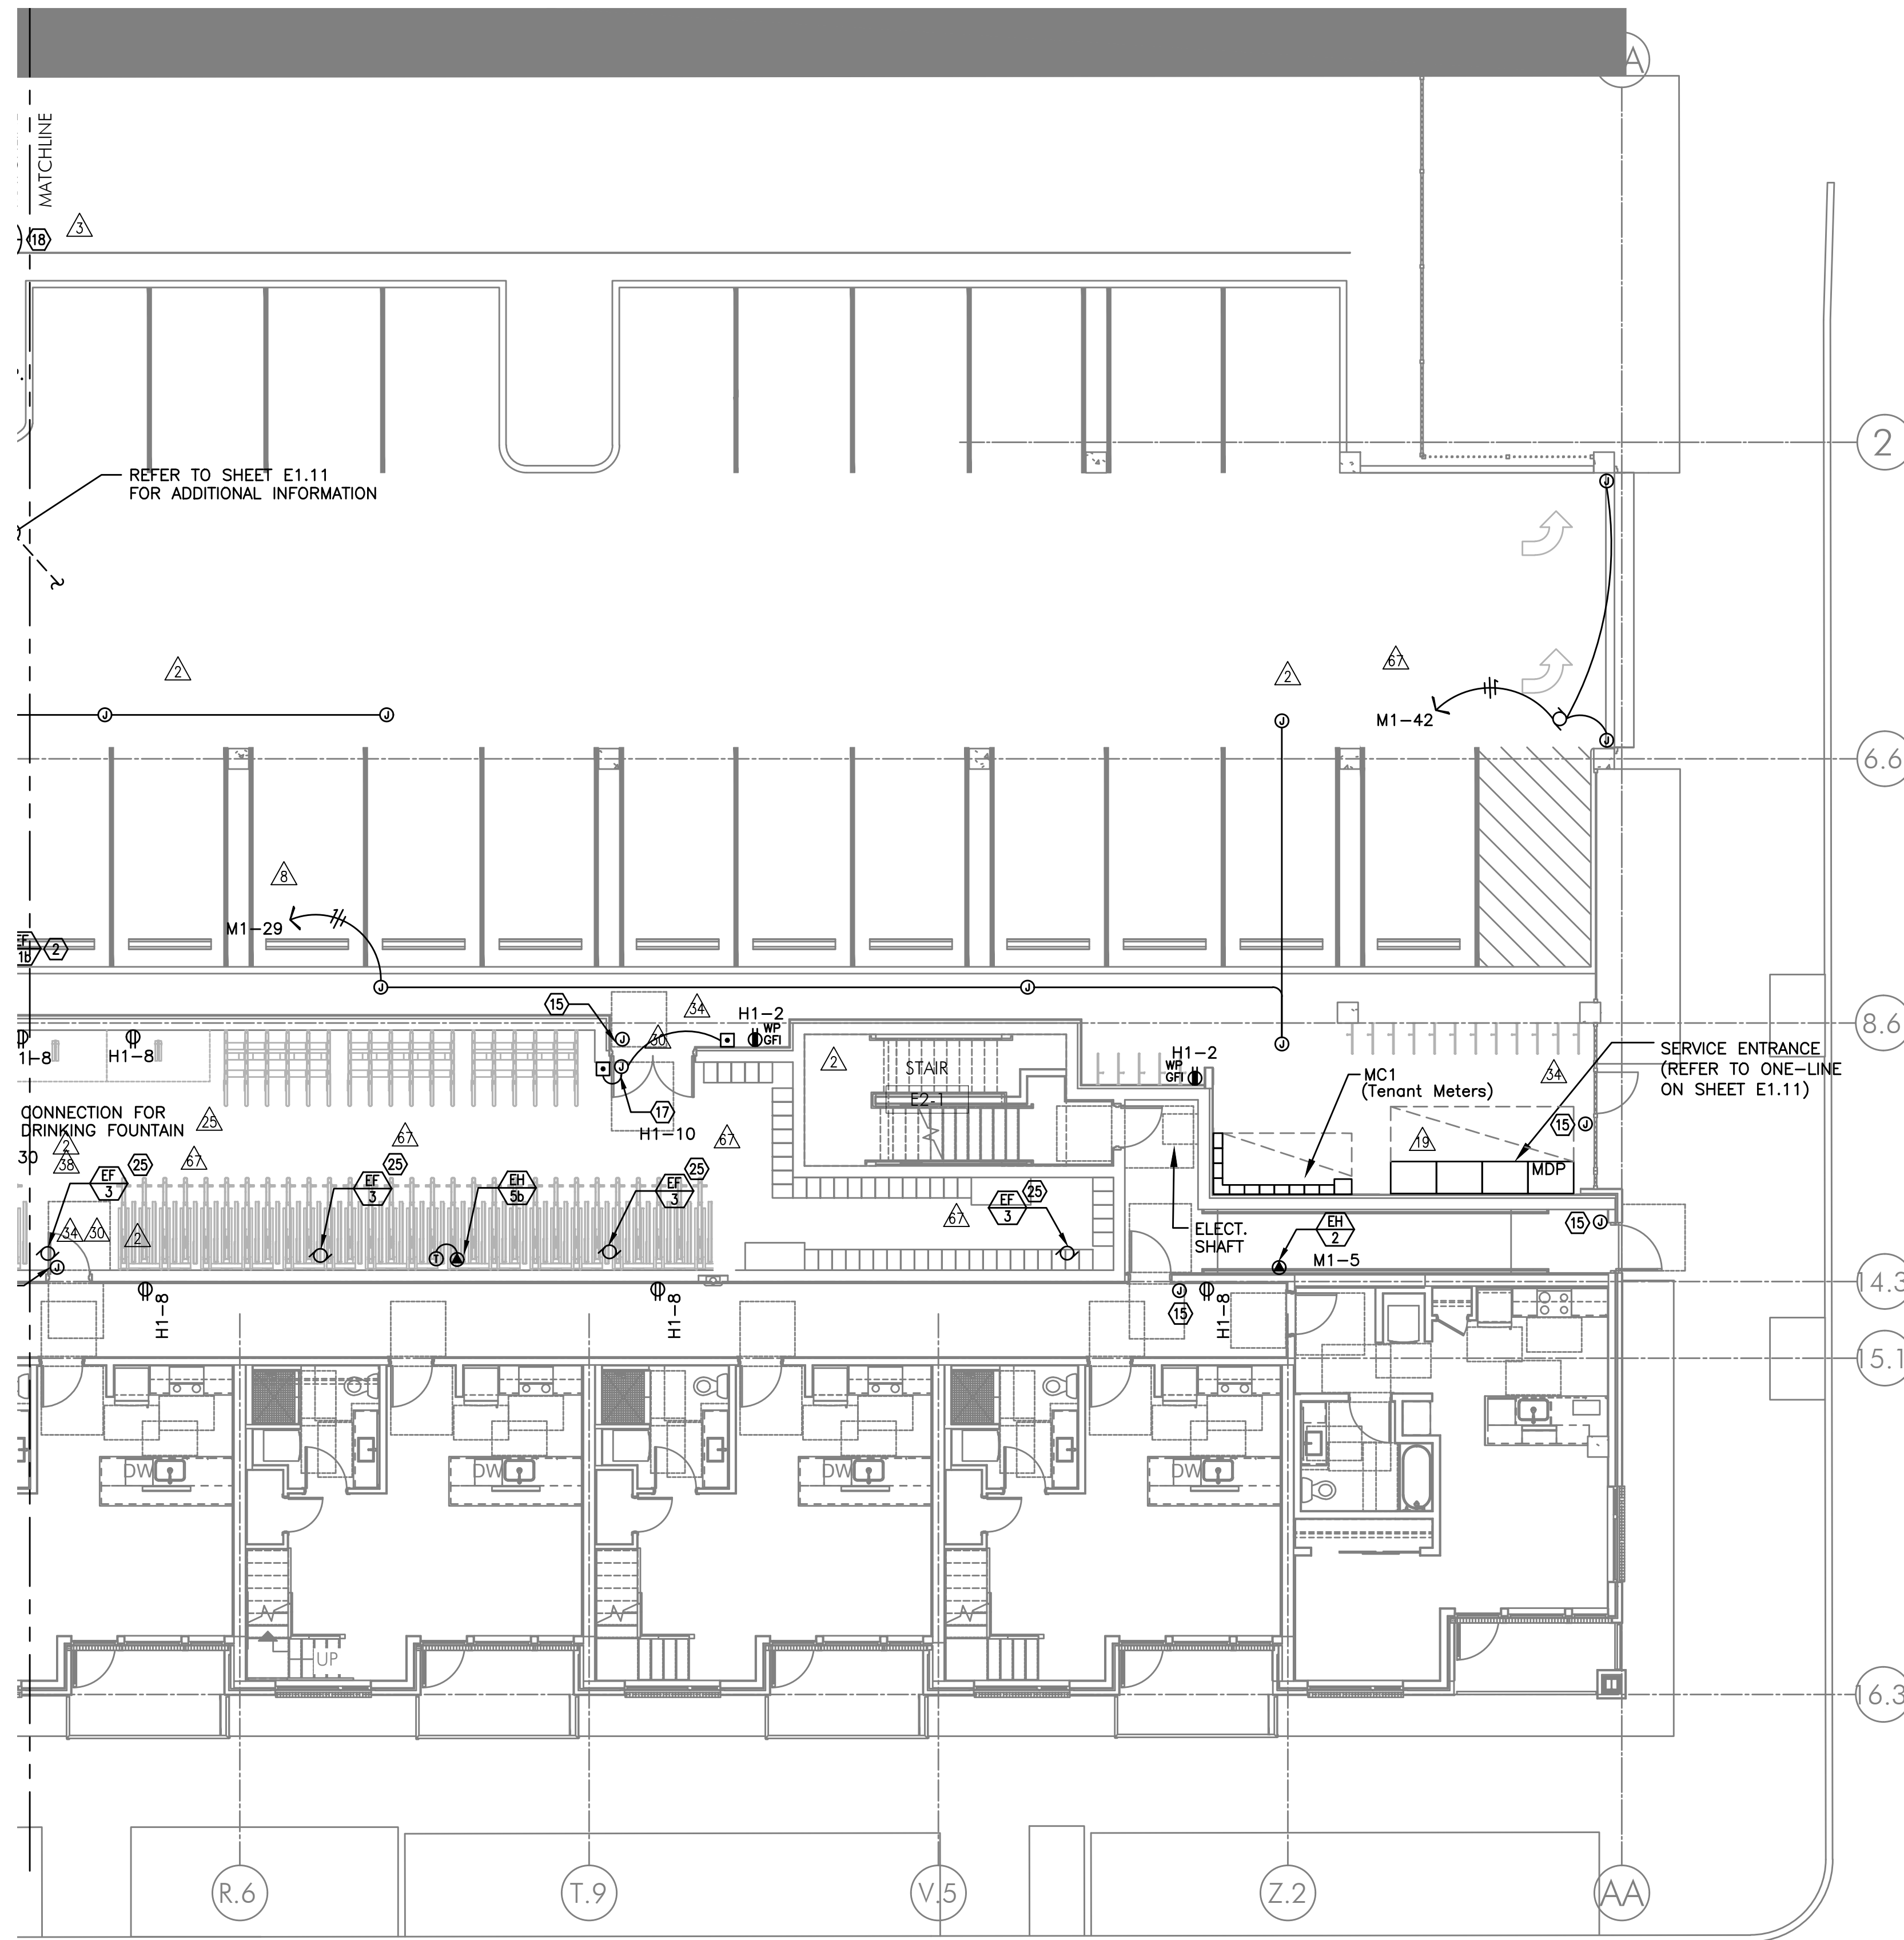 A
MATCHLINE
3
18
2
REFER TO SHEET E1.11
FOR ADDITIONAL INFORMATION
2
67
2
M1-42
6.6
8
M1-29
1b
2
15
34
H1-2
WP
GFI
30
8.6
H1-8
1-8
2
STAIR
E2-1
H1-2
WP
GFI
MC1
(Tenant Meters)
34
SERVICE ENTRANCE
(REFER TO ONE-LINE
ON SHEET E1.11)
CONNECTION FOR
DRINKING FOUNTAIN
25
17
H1-10
67
67
15
19
MDP
2
38
30
67
25
EF
3
25
EF
3
EH
5b
25
EF
3
25
EF
3
67
34
30
2
ELECT.
SHAFT
EH
2
M1-5
15
14.3
H1-8
H1-8
15
H1-8
15.1
DW
DW
DW
DW
UP
16.3
R.6
T.9
V.5
Z.2
AA